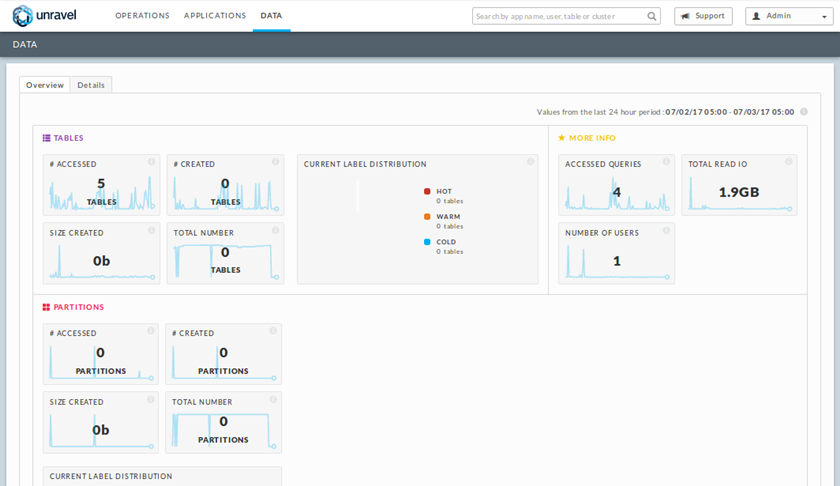 unravel OPERATIONS APPLICATIONS DATA Search by app name, user, table or cluster Support Admin
DATA
Overview Details
Values from the last 24 hour period : 07/02/17 05:00 - 07/03/17 05:00
TABLES
# ACCESSED
5
TABLES
# CREATED
0
TABLES
SIZE CREATED
0b
TOTAL NUMBER
0
TABLES
CURRENT LABEL DISTRIBUTION
HOT
0 tables
WARM
0 tables
COLD
0 tables
MORE INFO
ACCESSED QUERIES
4
TOTAL READ IO
1.9GB
NUMBER OF USERS
1
PARTITIONS
# ACCESSED
0
PARTITIONS
# CREATED
0
PARTITIONS
SIZE CREATED
0b
TOTAL NUMBER
0
PARTITIONS
CURRENT LABEL DISTRIBUTION